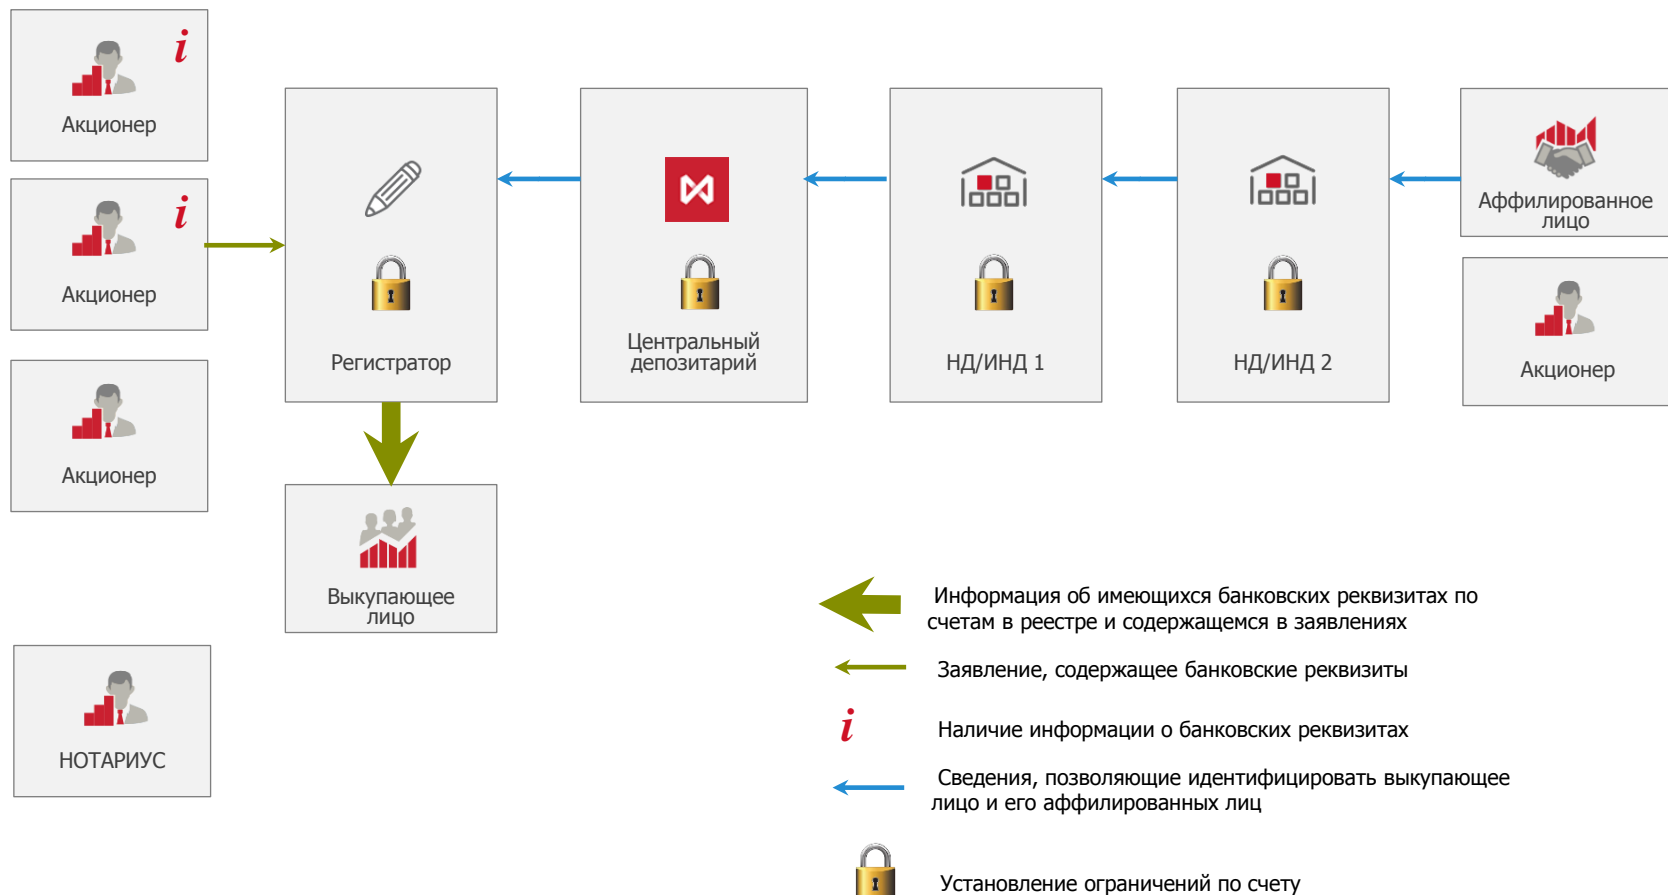 i
Акционер
i
Акционер
Акционер
НОТАРИУС
Регистратор
Выкупающее
лицо
Центральный
депозитарий
НД/ИНД 1
НД/ИНД 2
Аффилированное
лицо
Акционер
Информация об имеющихся банковских реквизитах по
счетам в реестре и содержащемся в заявлениях
Заявление, содержащее банковские реквизиты
i
Наличие информации о банковских реквизитах
Сведения, позволяющие идентифицировать выкупающее
лицо и его аффилированных лиц
Установление ограничений по счету